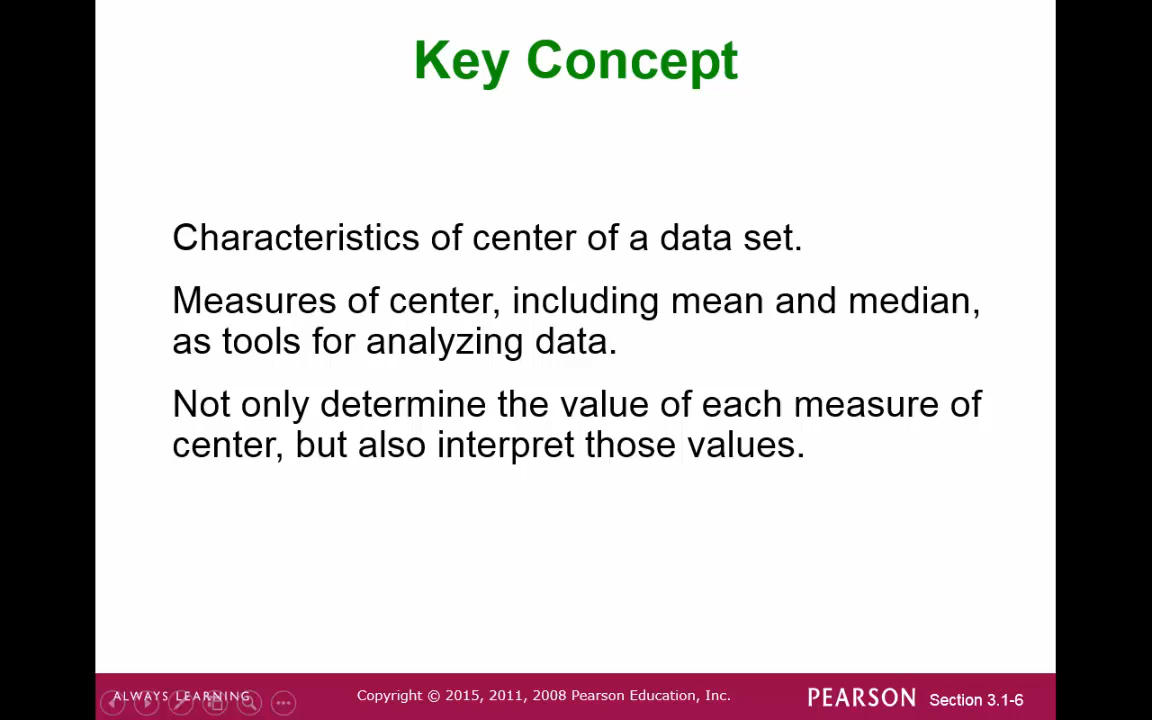 Key Concept
Characteristics of center of a data set.
Measures of center, including mean and median,
as tools for analyzing data.
Not only determine the value of each measure of
center, but also interpret those values.
ALWAYS LEARNING
Copyright © 2015, 2011, 2008 Pearson Education, Inc.
PEARSON
Section 3.1-6